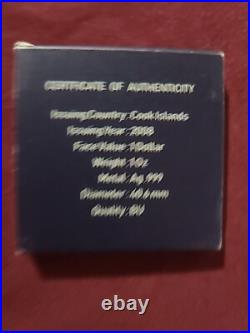 CERTIFICATE OF AUTHENTICITY
Issuing Country: Cook Islands
Issuing Year: 2008
Face Value: 1 Dollar
Weight: 1 Oz
Metal: Ag .999
Diameter: 40.6 mm
Quality: BU